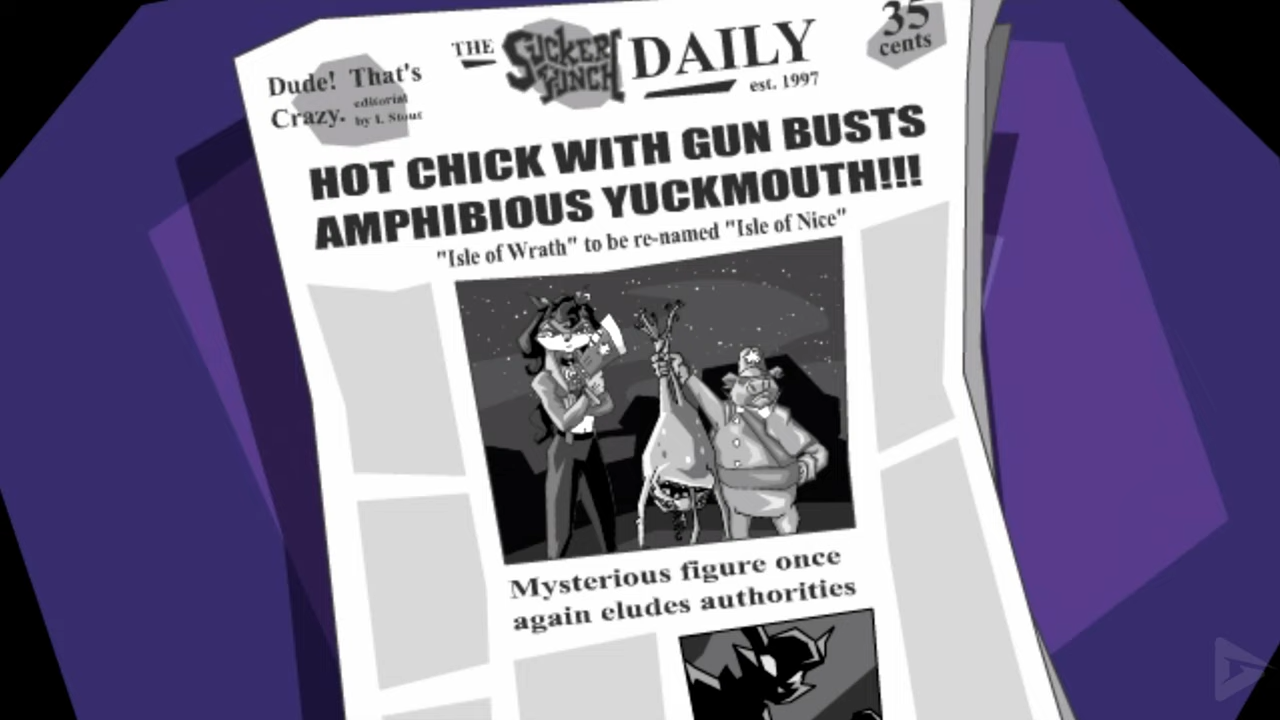 Dude! That's
Crazy. editorial
by I. Stout
THE SUCKER PUNCH DAILY
est. 1997
35
cents
HOT CHICK WITH GUN BUSTS
AMPHIBIOUS YUCKMOUTH!!!
"Isle of Wrath" to be re-named "Isle of Nice"
Mysterious figure once
again eludes authorities